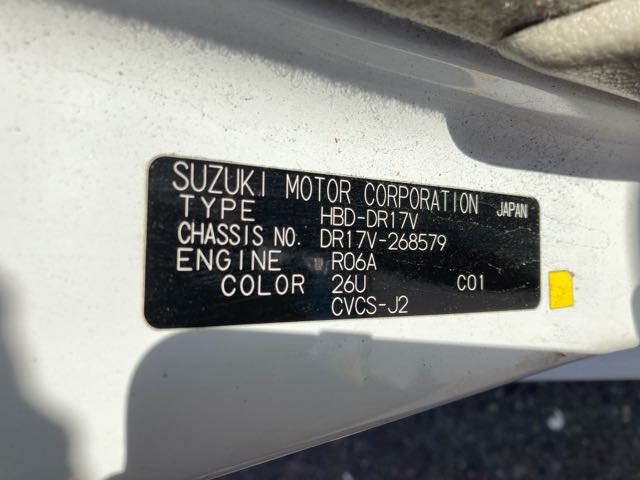 SUZUKI MOTOR CORPORATION JAPAN
TYPE HBD-DR17V
CHASSIS NO. DR17V-268579
ENGINE R06A
COLOR 26U C01
CVCS-J2